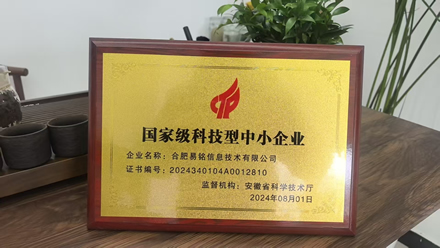 国家级科技型中小企业
企业名称：合肥易铭信息技术有限公司
证书编号：2024340104A0012810
监督机构：安徽省科学技术厅
2024年08月01日